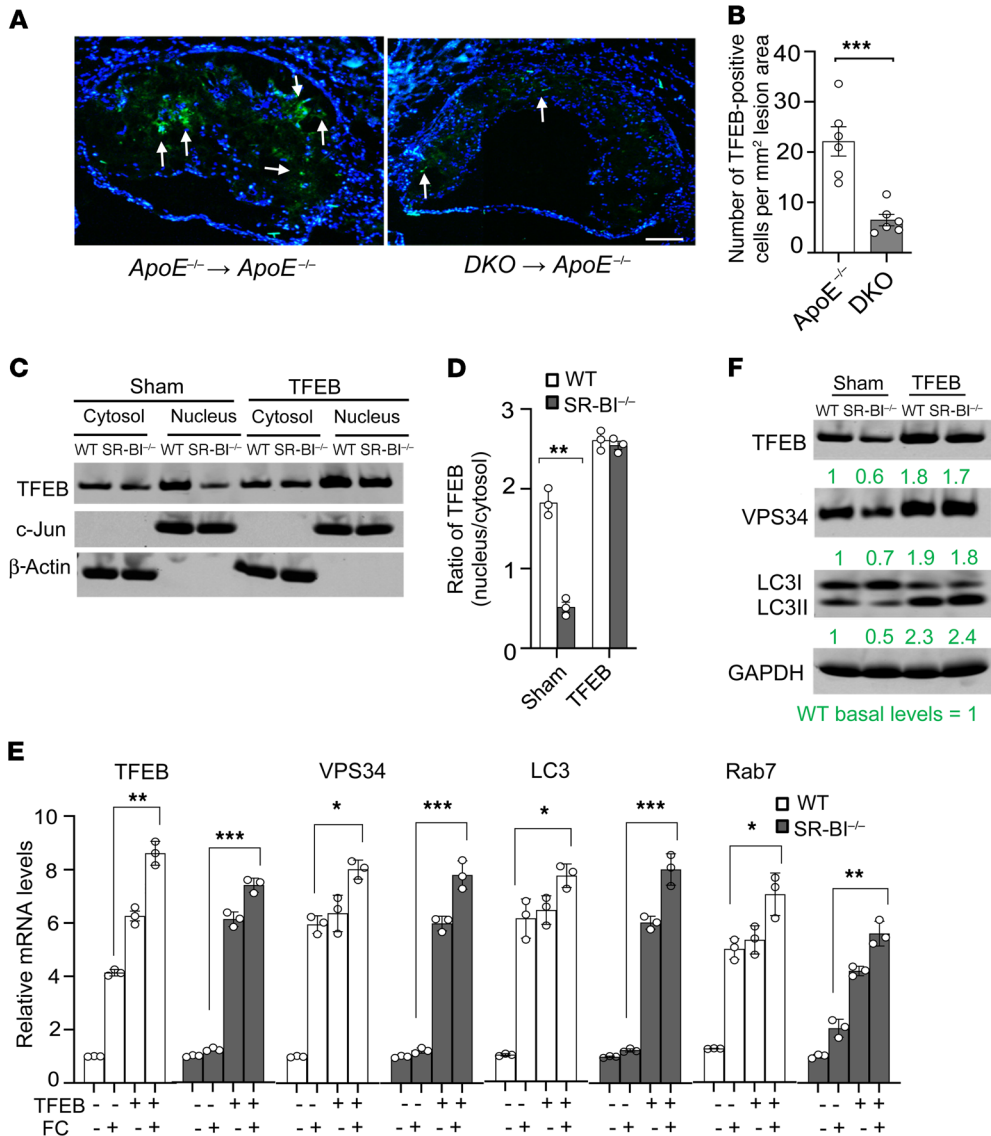 A
ApoE–/– → ApoE–/–
DKO → ApoE–/–
B
Number of TFEB-positive
cells per mm² lesion area
40
30
20
10
0
***
ApoE–/–
DKO
C
Sham
TFEB
Cytosol Nucleus Cytosol Nucleus
WT SR-BI–/– WT SR-BI–/– WT SR-BI–/– WT SR-BI–/–
TFEB
c-Jun
β-Actin
D
WT
SR-BI–/–
Ratio of TFEB
(nucleus/cytosol)
3
2
1
0
**
Sham
TFEB
F
Sham TFEB
WT SR-BI–/– WT SR-BI–/–
TFEB
1 0.6 1.8 1.7
VPS34
1 0.7 1.9 1.8
LC3I
LC3II
1 0.5 2.3 2.4
GAPDH
WT basal levels = 1
E
TFEB VPS34 LC3 Rab7
WT
SR-BI–/–
Relative mRNA levels
10
8
6
4
2
0
** *** * *** * *** * **
TFEB - - + + - - + + - - + + - - + + - - + + - - + + - - + + - - + +
FC - + - + - + - + - + - + - + - + - + - + - + - + - + - + - + - +